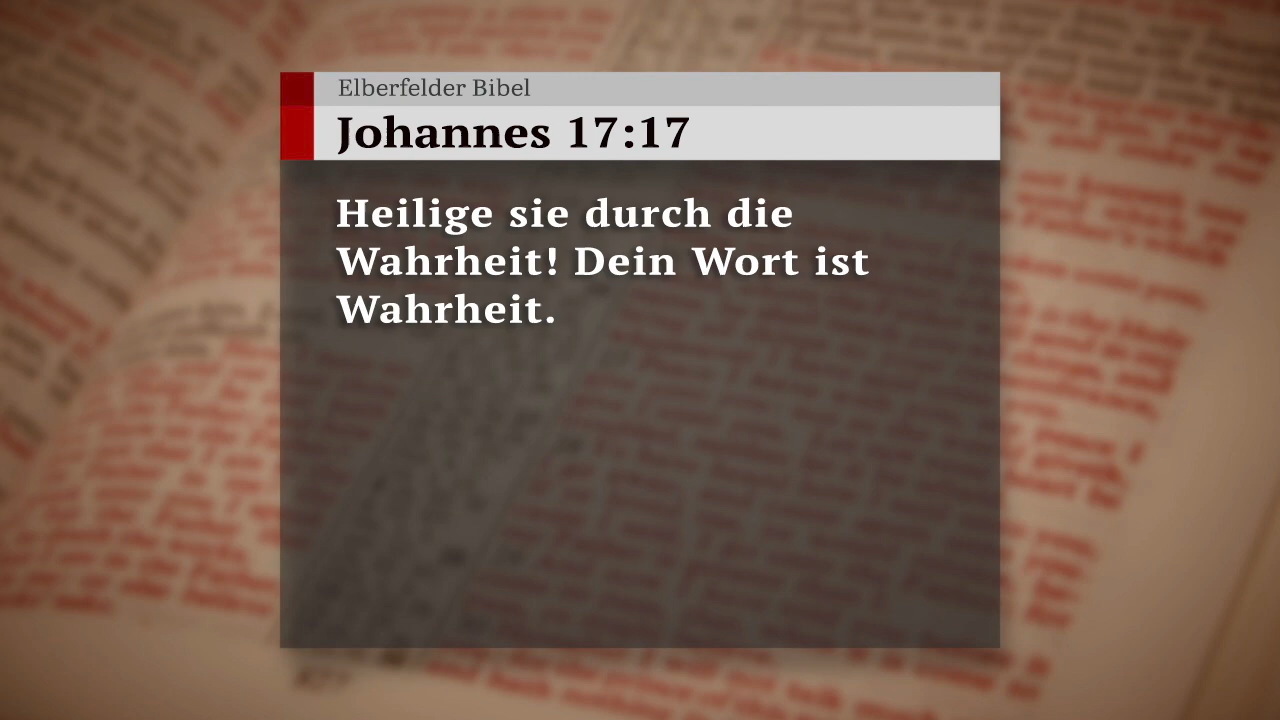 Elberfelder Bibel
Johannes 17:17
Heilige sie durch die
Wahrheit! Dein Wort ist
Wahrheit.